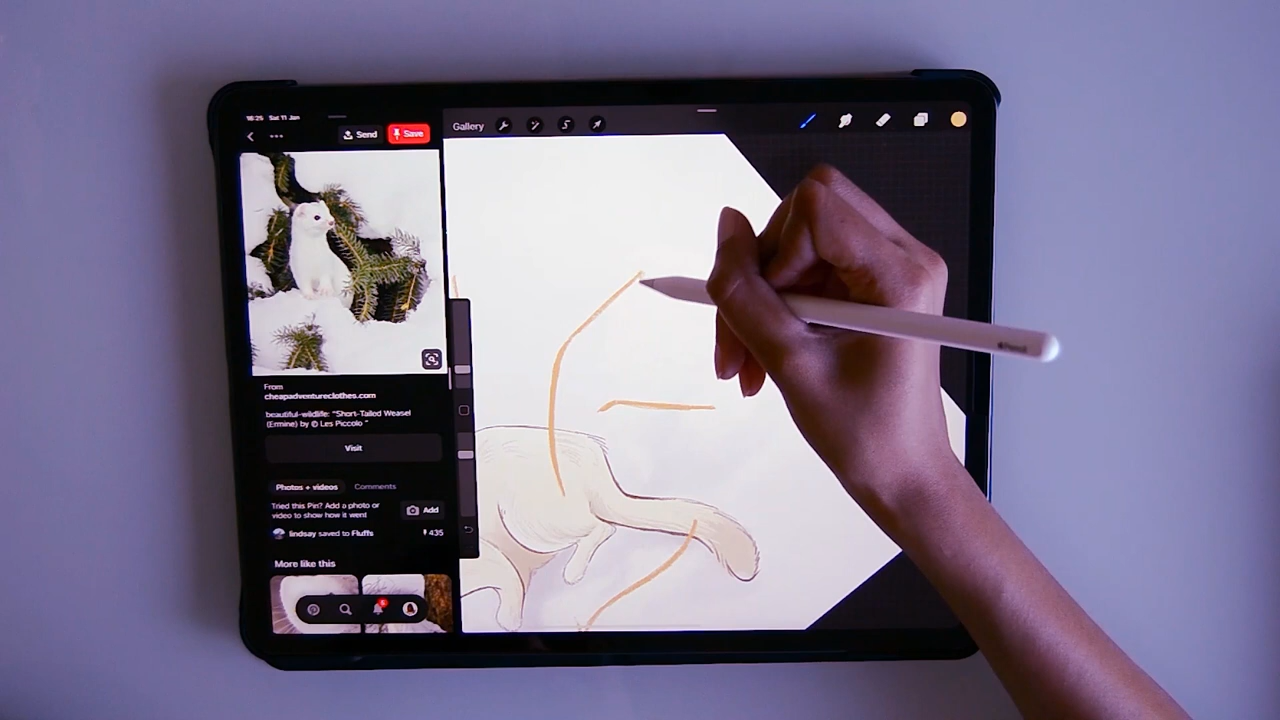 16:25 Sat 11 Jan
Send
Save
Gallery
From
cheapadventureclothes.com
beautiful-wildlife: "Short-Tailed Weasel
(Ermine) by © Les Piccolo "
Visit
Photos + videos
Comments
Tried this Pin? Add a photo or
video to show how it went
Add
lindsay saved to Fluffs
435
More like this